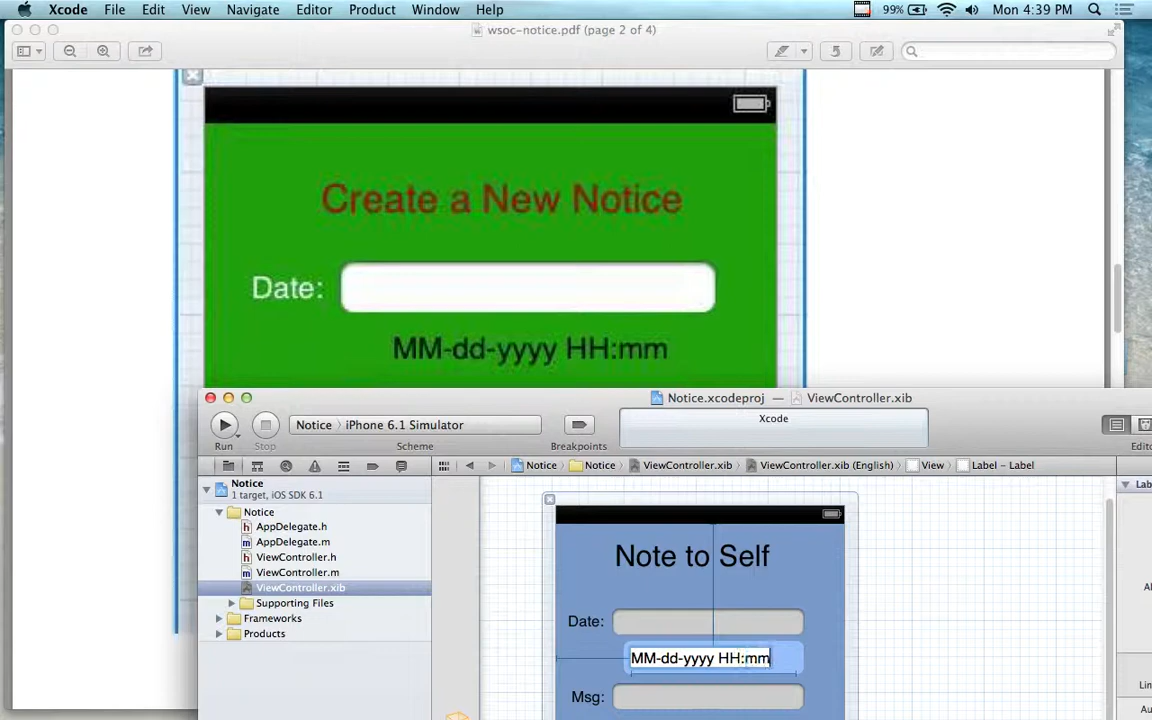 Xcode File Edit View Navigate Editor Product Window Help 99% Mon 4:39 PM
wsoc-notice.pdf (page 2 of 4)
Create a New Notice
Date:
MM-dd-yyyy HH:mm
Notice.xcodeproj — ViewController.xib
Notice 〉 iPhone 6.1 Simulator
Xcode
Run Stop Scheme Breakpoints
Notice
1 target, iOS SDK 6.1
Notice
AppDelegate.h
AppDelegate.m
ViewController.h
ViewController.m
ViewController.xib
Supporting Files
Frameworks
Products
Notice Notice ViewController.xib ViewController.xib (English) View Label – Label
Note to Self
Date:
MM-dd-yyyy HH:mm
Msg: